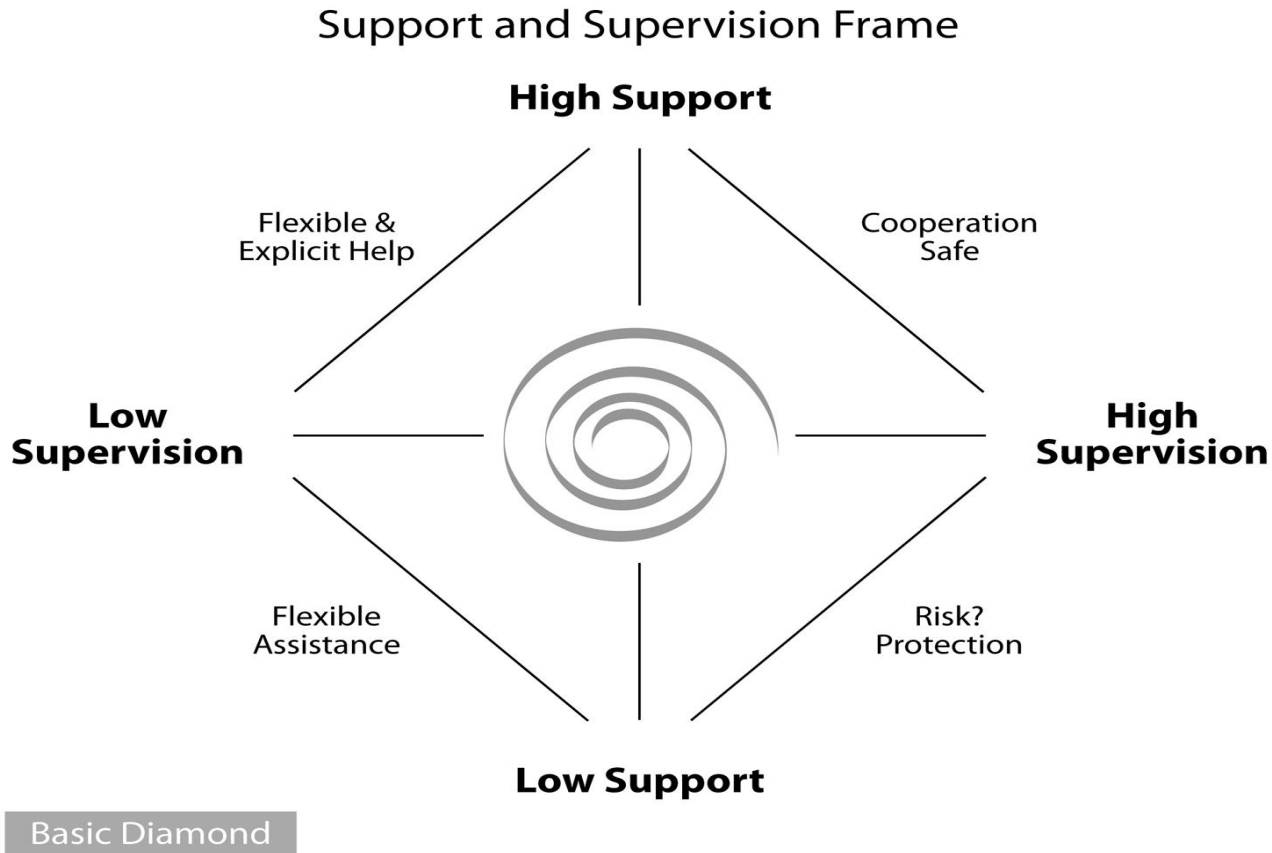 Support and Supervision Frame
High Support
Flexible &
Explicit Help
Cooperation
Safe
Low
Supervision
High
Supervision
Flexible
Assistance
Risk?
Protection
Low Support
Basic Diamond